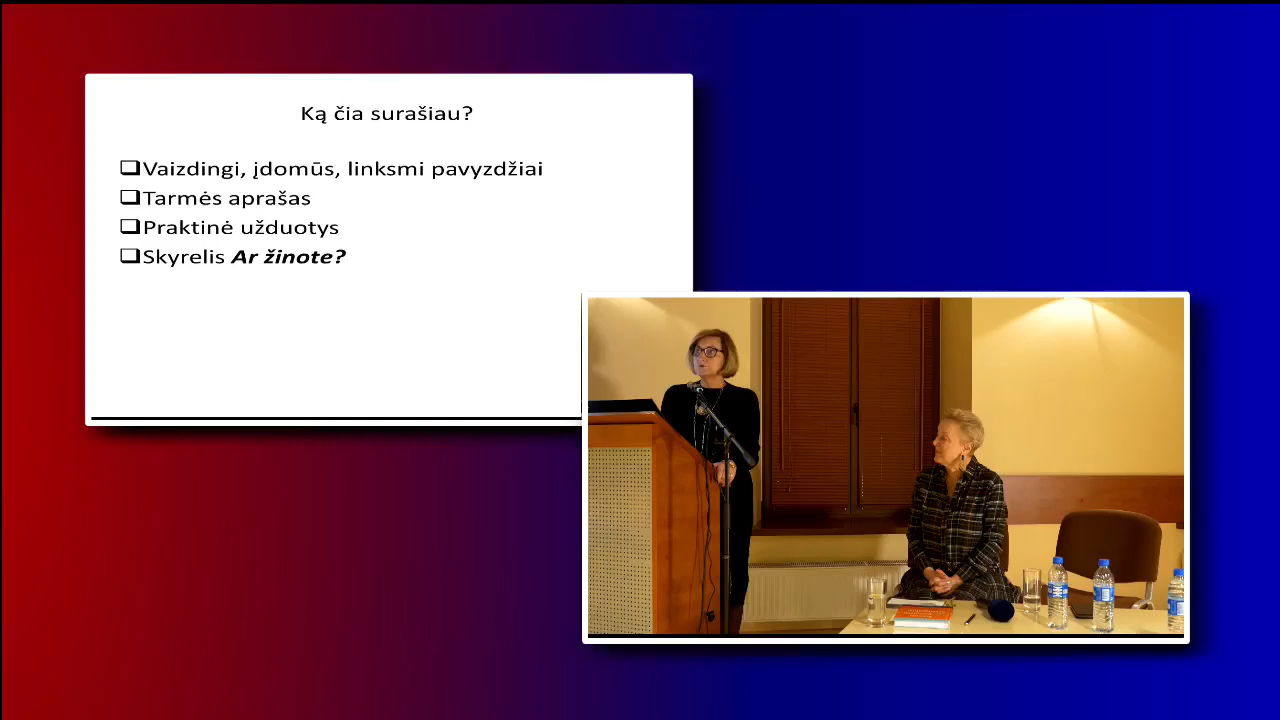 Ką čia surašiau?
Vaizdingi, įdomūs, linksmi pavyzdžiai
Tarmės aprašas
Praktinė užduotys
Skyrelis Ar žinote?